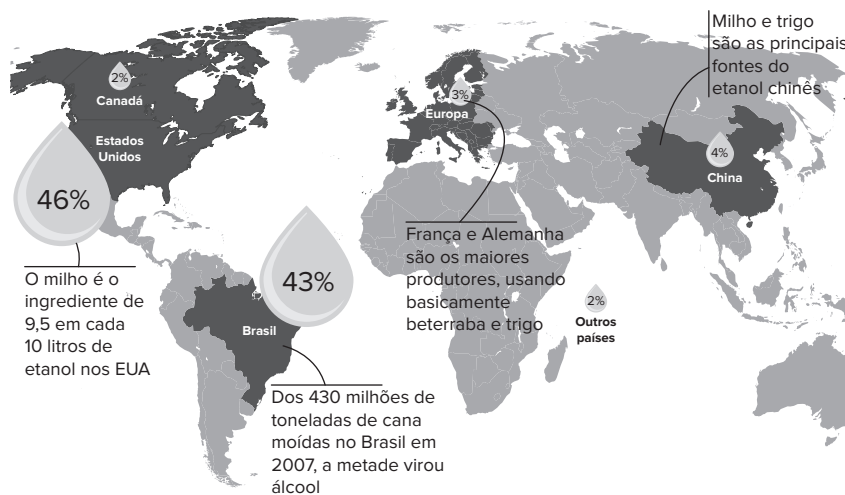 2%
Canadá
Estados
Unidos
46%
O milho é o
ingrediente de
9,5 em cada
10 litros de
etanol nos EUA
43%
Brasil
Dos 430 milhões de
toneladas de cana
moídas no Brasil em
2007, a metade virou
álcool
3%
Europa
França e Alemanha
são os maiores
produtores, usando
basicamente
beterraba e trigo
Milho e trigo
são as principais
fontes do
etanol chinês
4%
China
2%
Outros
países